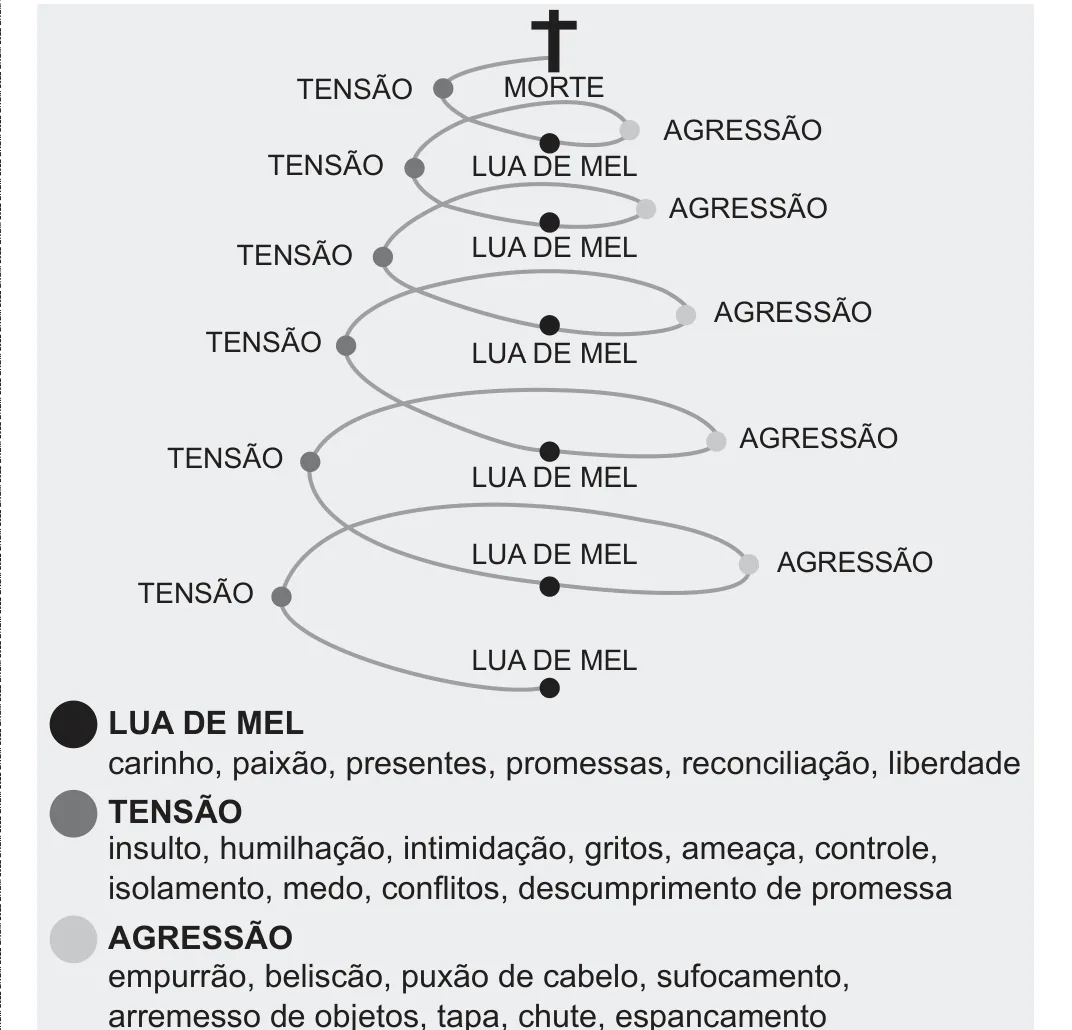 TENSÃO
MORTE
AGRESSÃO
TENSÃO
LUA DE MEL
AGRESSÃO
TENSÃO
LUA DE MEL
AGRESSÃO
TENSÃO
LUA DE MEL
AGRESSÃO
TENSÃO
LUA DE MEL
LUA DE MEL
AGRESSÃO
TENSÃO
LUA DE MEL
LUA DE MEL
carinho, paixão, presentes, promessas, reconciliação, liberdade
TENSÃO
insulto, humilhação, intimidação, gritos, ameaça, controle,
isolamento, medo, conflitos, descumprimento de promessa
AGRESSÃO
empurrão, beliscão, puxão de cabelo, sufocamento,
arremesso de objetos, tapa, chute, espancamento